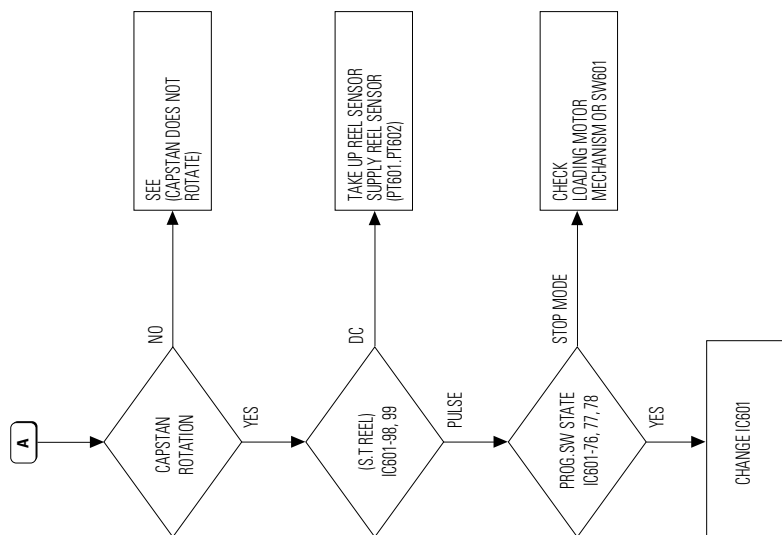 A
CAPSTAN
ROTATION
NO
SEE
(CAPSTAN DOES NOT
ROTATE)
YES
(S.T REEL)
IC601-98, 99
DC
TAKE UP REEL SENSOR
SUPPLY REEL SENSOR
(PT601.PT602)
PULSE
PROG.SW STATE
IC601-76, 77, 78
STOP MODE
CHECK
LOADING MOTOR
MECHANISM OR SW601
YES
CHANGE IC601